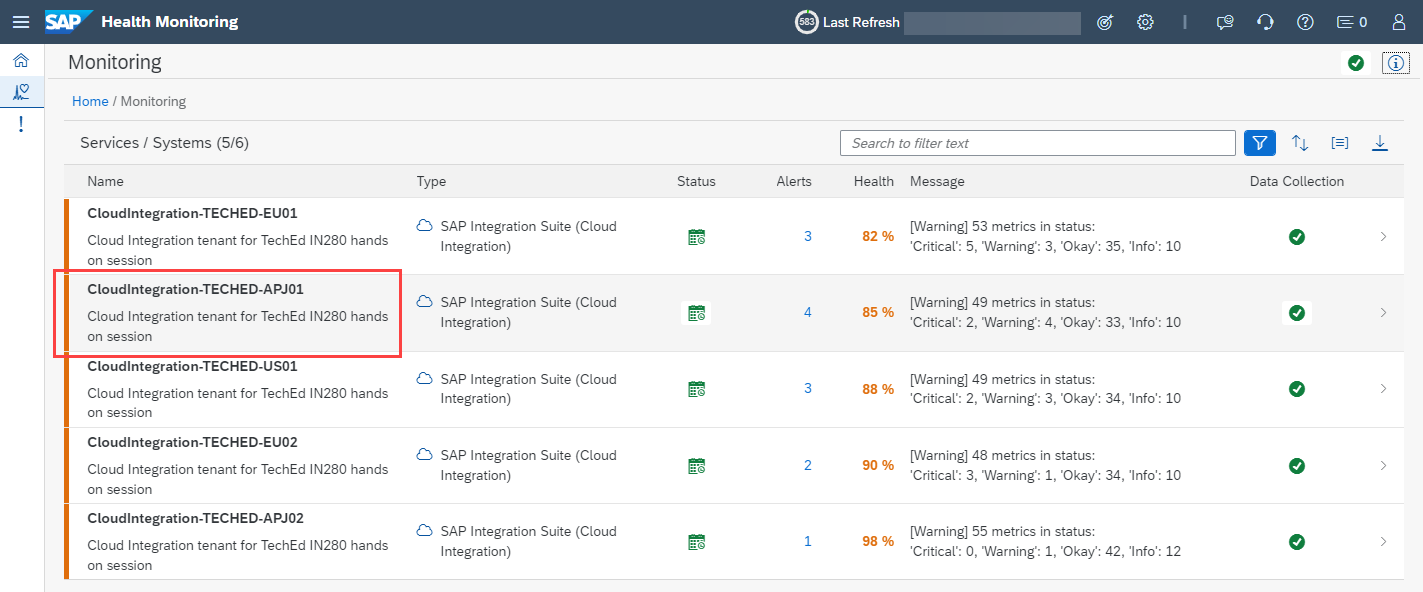 SAP Health Monitoring 583 Last Refresh 0
Monitoring
Home / Monitoring
Services / Systems (5/6) Search to filter text
Name Type Status Alerts Health Message Data Collection
CloudIntegration-TECHED-EU01
Cloud Integration tenant for TechEd IN280 hands
on session
SAP Integration Suite (Cloud
Integration)
3
82 %
[Warning] 53 metrics in status:
'Critical': 5, 'Warning': 3, 'Okay': 35, 'Info': 10
CloudIntegration-TECHED-APJ01
Cloud Integration tenant for TechEd IN280 hands
on session
SAP Integration Suite (Cloud
Integration)
4
85 %
[Warning] 49 metrics in status:
'Critical': 2, 'Warning': 4, 'Okay': 33, 'Info': 10
CloudIntegration-TECHED-US01
Cloud Integration tenant for TechEd IN280 hands
on session
SAP Integration Suite (Cloud
Integration)
3
88 %
[Warning] 49 metrics in status:
'Critical': 2, 'Warning': 3, 'Okay': 34, 'Info': 10
CloudIntegration-TECHED-EU02
Cloud Integration tenant for TechEd IN280 hands
on session
SAP Integration Suite (Cloud
Integration)
2
90 %
[Warning] 48 metrics in status:
'Critical': 3, 'Warning': 1, 'Okay': 34, 'Info': 10
CloudIntegration-TECHED-APJ02
Cloud Integration tenant for TechEd IN280 hands
on session
SAP Integration Suite (Cloud
Integration)
1
98 %
[Warning] 55 metrics in status:
'Critical': 0, 'Warning': 1, 'Okay': 42, 'Info': 12